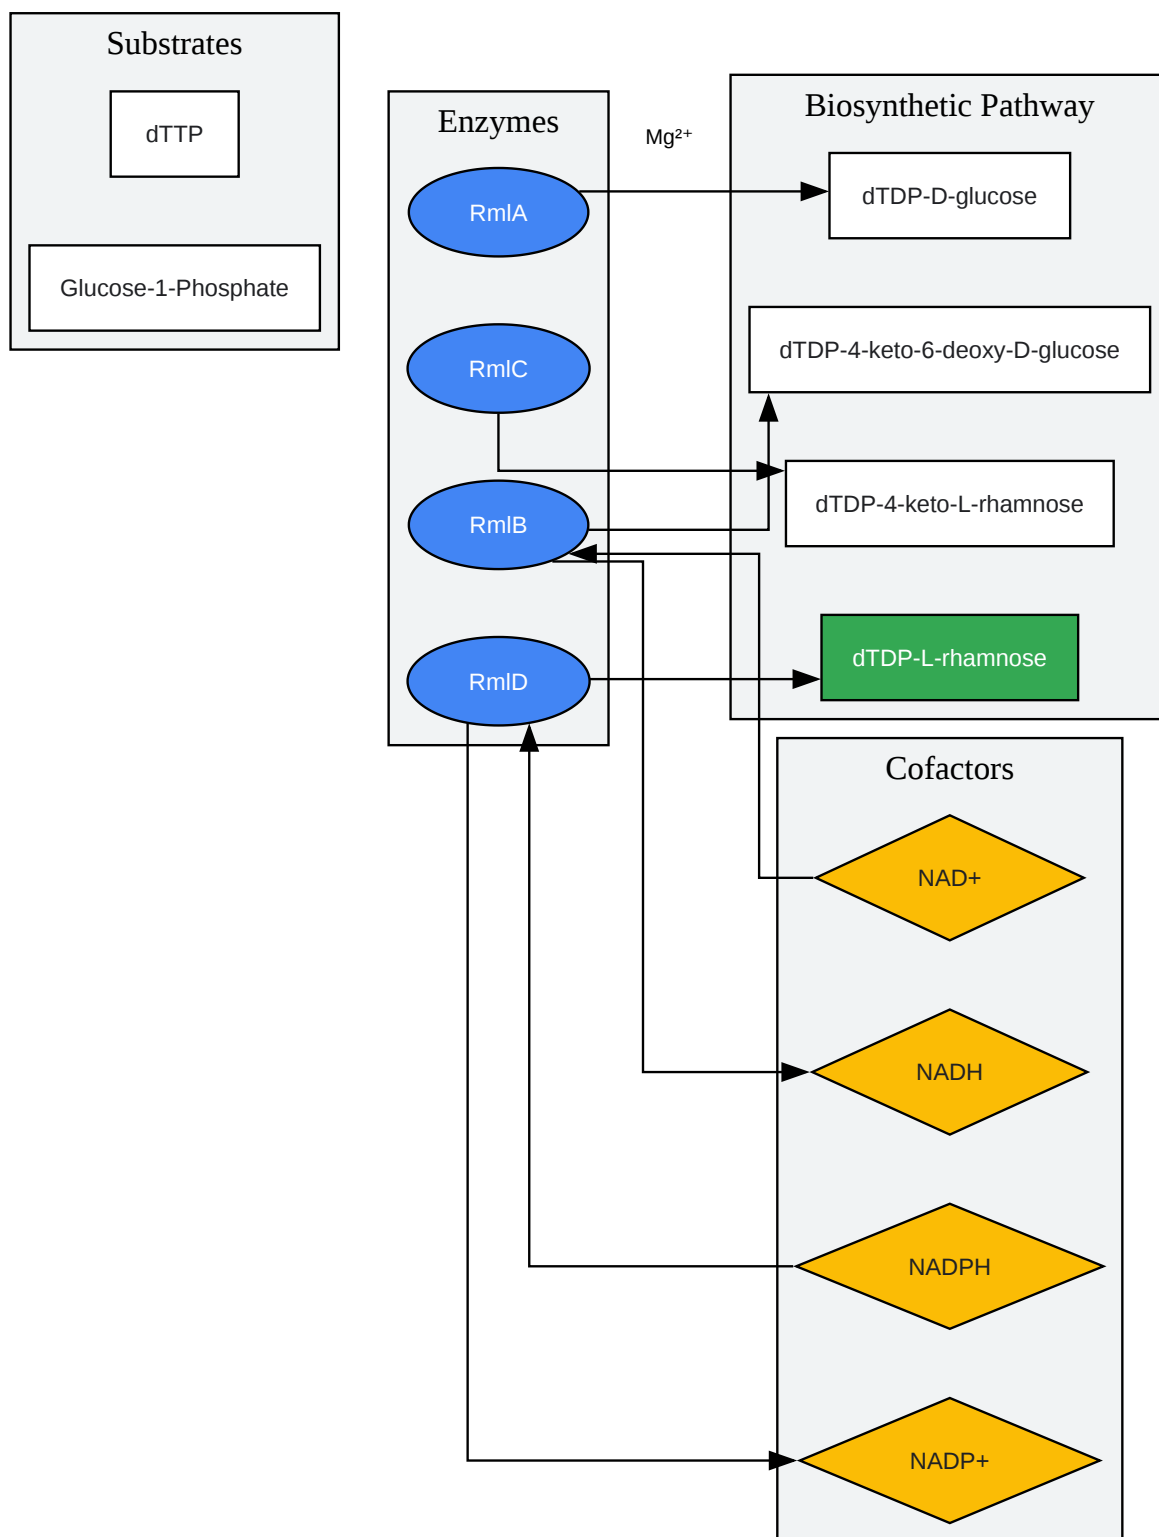 Substrates
dTTP
Glucose-1-Phosphate
Enzymes
RmlA
RmlC
RmlB
RmlD
Mg²⁺
Biosynthetic Pathway
dTDP-D-glucose
dTDP-4-keto-6-deoxy-D-glucose
dTDP-4-keto-L-rhamnose
dTDP-L-rhamnose
Cofactors
NAD+
NADH
NADPH
NADP+